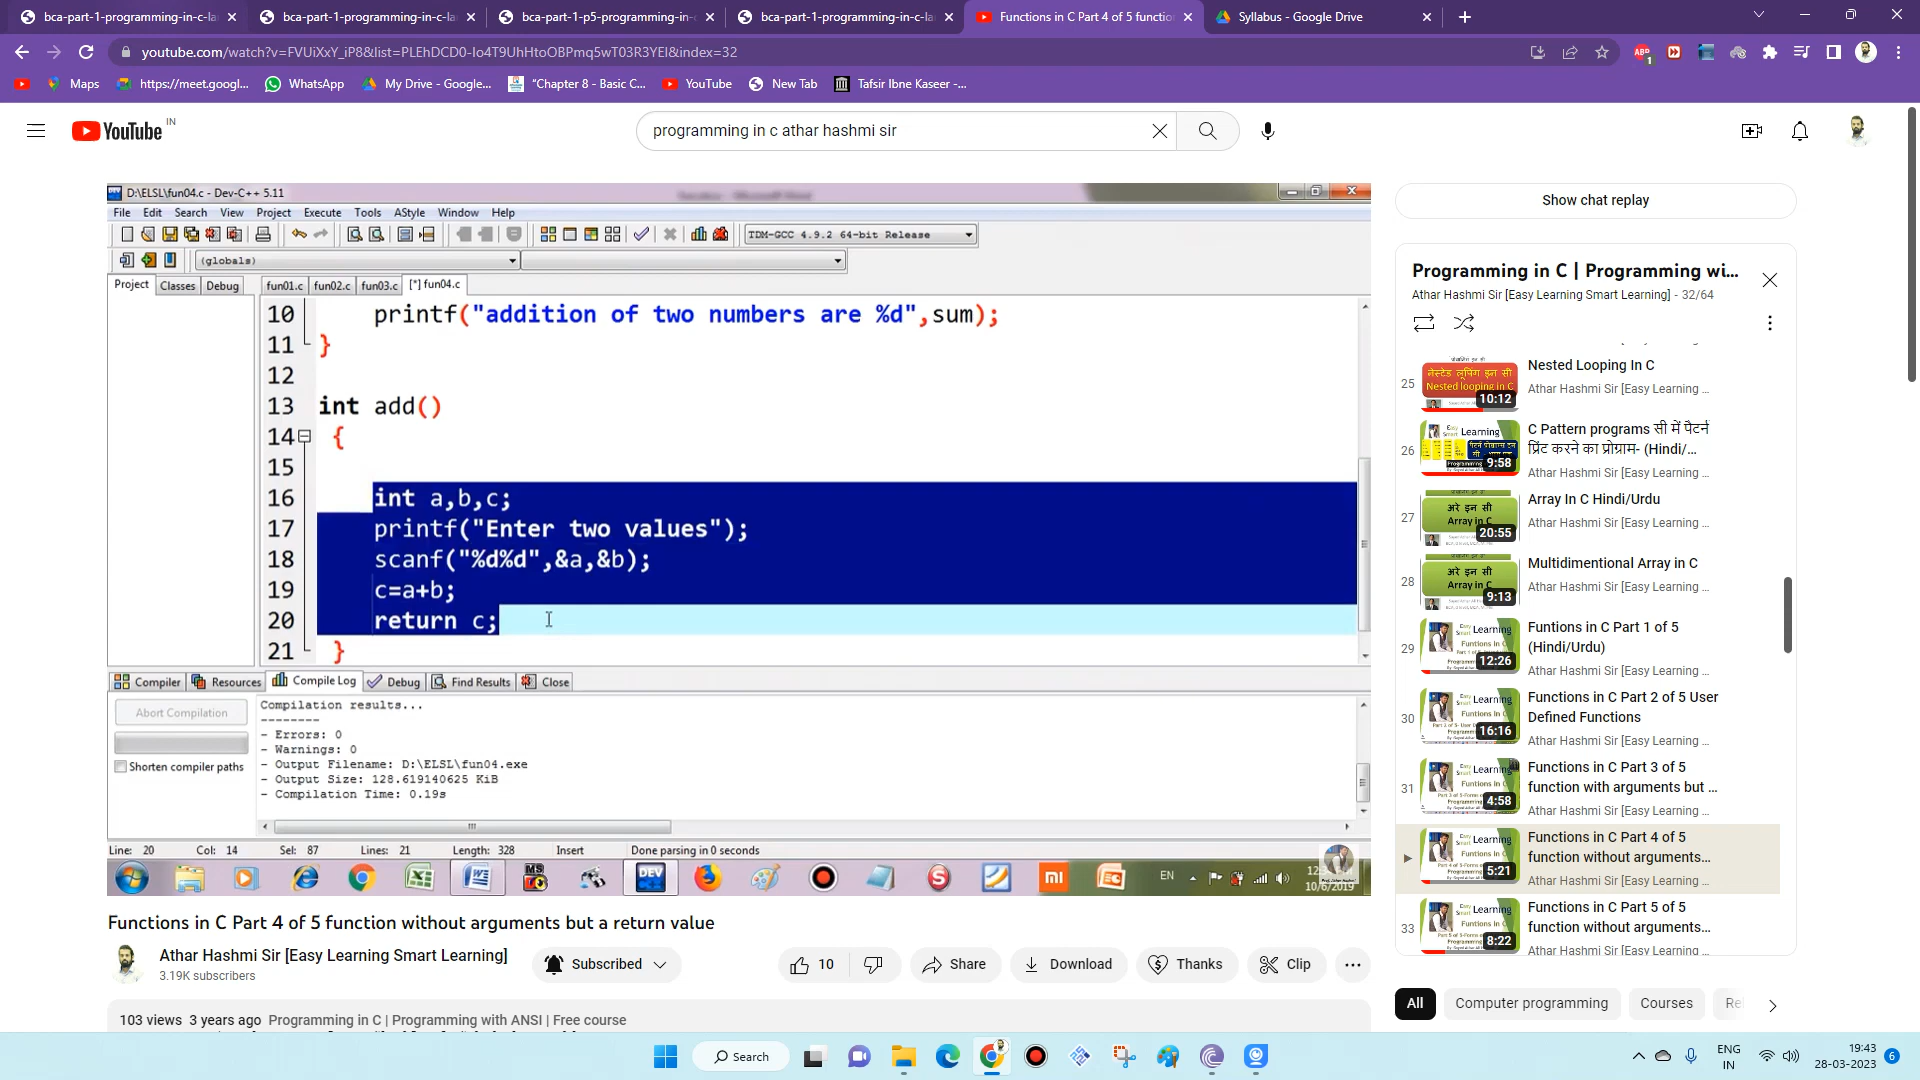 bca-part-1-programming-in-c-la
bca-part-1-programming-in-c-la
bca-part-1-p5-programming-in-
bca-part-1-programming-in-c-la
Functions in C Part 4 of 5 functio
Syllabus - Google Drive
youtube.com/watch?v=FVUiXxY_iP8&list=PLEhDCD0-Io4T9UhHtoOBPmq5wT03R3YEI&index=32
Maps
https://meet.googl...
WhatsApp
My Drive - Google...
"Chapter 8 - Basic C...
YouTube
New Tab
Tafsir Ibne Kaseer -...
YouTube IN
programming in c athar hashmi sir
D:\ELSL\fun04.c - Dev-C++ 5.11
File Edit Search View Project Execute Tools AStyle Window Help
TDM-GCC 4.9.2 64-bit Release
(globals)
Project Classes Debug
fun01.c fun02.c fun03.c [*] fun04.c
10 printf("addition of two numbers are %d",sum);
11 }
12
13 int add()
14 {
15
16 int a,b,c;
17 printf("Enter two values");
18 scanf("%d%d",&a,&b);
19 c=a+b;
20 return c;
21 }
Compiler Resources Compile Log Debug Find Results Close
Abort Compilation
Shorten compiler paths
Compilation results...
--------
- Errors: 0
- Warnings: 0
- Output Filename: D:\ELSL\fun04.exe
- Output Size: 128.619140625 KiB
- Compilation Time: 0.19s
Line: 20 Col: 14 Sel: 87 Lines: 21 Length: 328 Insert Done parsing in 0 seconds
EN
10/6/2019
Functions in C Part 4 of 5 function without arguments but a return value
Athar Hashmi Sir [Easy Learning Smart Learning]
3.19K subscribers
Subscribed
10
Share
Download
Thanks
Clip
103 views 3 years ago Programming in C | Programming with ANSI | Free course
Show chat replay
Programming in C | Programming wi...
Athar Hashmi Sir [Easy Learning Smart Learning] - 32/64
25
नेस्टेड लूपिंग इन सी
Nested looping in C
10:12
Nested Looping In C
Athar Hashmi Sir [Easy Learning ...
26
9:58
C Pattern programs सी में पैटर्न
प्रिंट करने का प्रोग्राम- (Hindi/...
Athar Hashmi Sir [Easy Learning ...
27
अरे इन सी
Array in C
20:55
Array In C Hindi/Urdu
Athar Hashmi Sir [Easy Learning ...
28
अरे इन सी
Array in C
9:13
Multidimentional Array in C
Athar Hashmi Sir [Easy Learning ...
29
12:26
Funtions in C Part 1 of 5
(Hindi/Urdu)
Athar Hashmi Sir [Easy Learning ...
30
16:16
Functions in C Part 2 of 5 User
Defined Functions
Athar Hashmi Sir [Easy Learning ...
31
4:58
Functions in C Part 3 of 5
function with arguments but ...
Athar Hashmi Sir [Easy Learning ...
5:21
Functions in C Part 4 of 5
function without arguments...
Athar Hashmi Sir [Easy Learning ...
33
8:22
Functions in C Part 5 of 5
function without arguments...
Athar Hashmi Sir [Easy Learning ...
All
Computer programming
Courses
Search
ENG
IN
19:43
28-03-2023
6